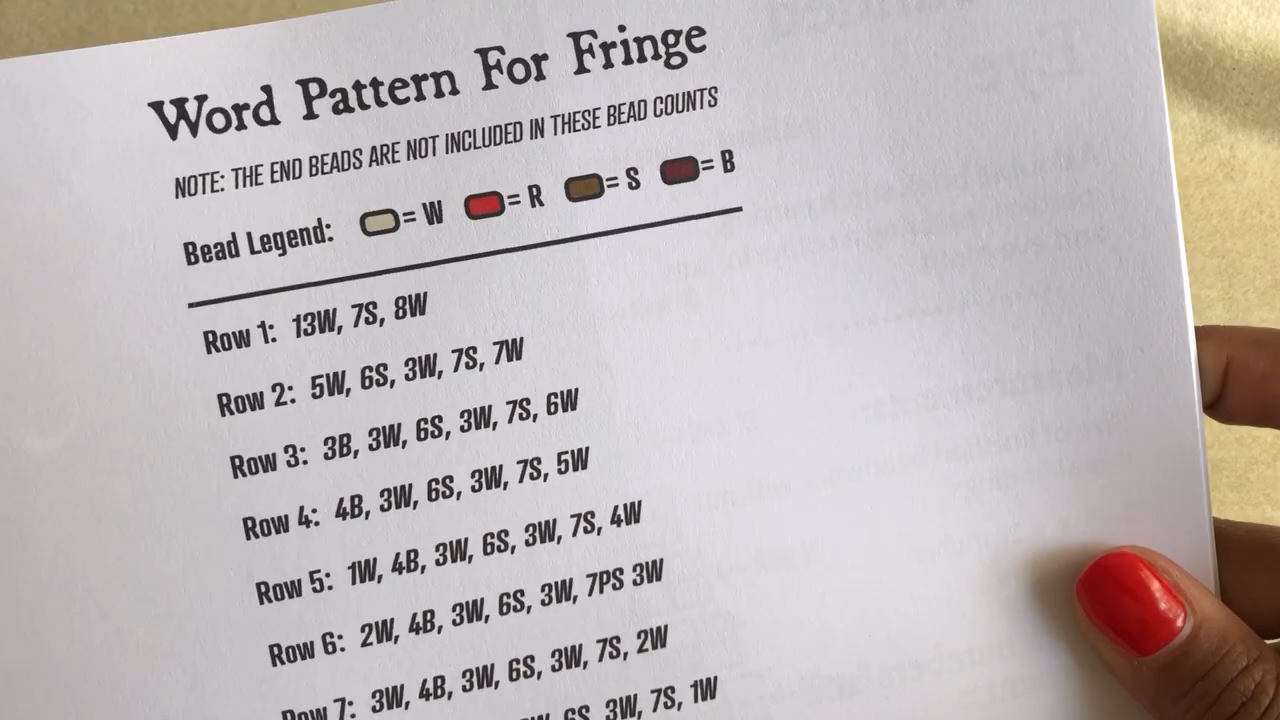 Word Pattern For Fringe
NOTE: THE END BEADS ARE NOT INCLUDED IN THESE BEAD COUNTS
Bead Legend: = W = R = S = B
Row 1: 13W, 7S, 8W
Row 2: 5W, 6S, 3W, 7S, 7W
Row 3: 3B, 3W, 6S, 3W, 7S, 6W
Row 4: 4B, 3W, 6S, 3W, 7S, 5W
Row 5: 1W, 4B, 3W, 6S, 3W, 7S, 4W
Row 6: 2W, 4B, 3W, 6S, 3W, 7PS 3W
Row 7: 3W, 4B, 3W, 6S, 3W, 7S, 2W
6S, 3W, 7S, 1W